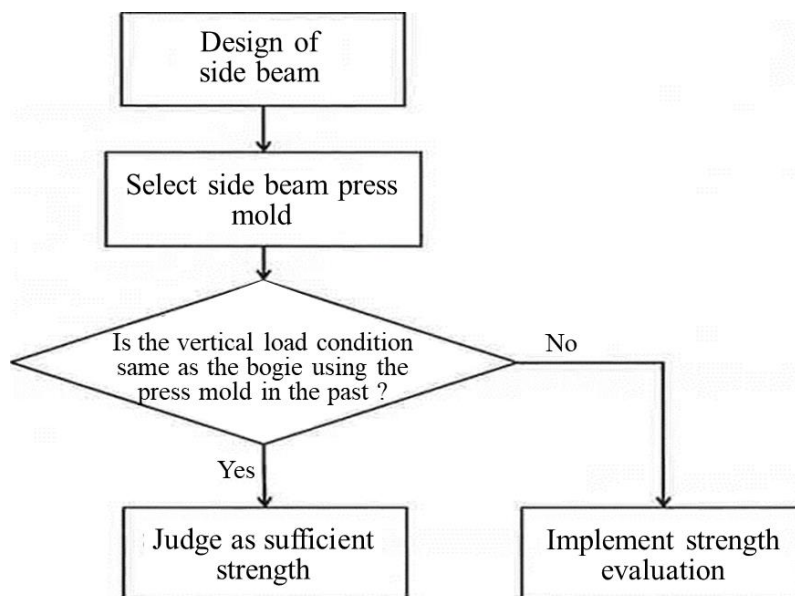 Design of
side beam
Select side beam press
mold
Is the vertical load condition
same as the bogie using the
press mold in the past ?
No
Yes
Judge as sufficient
strength
Implement strength
evaluation